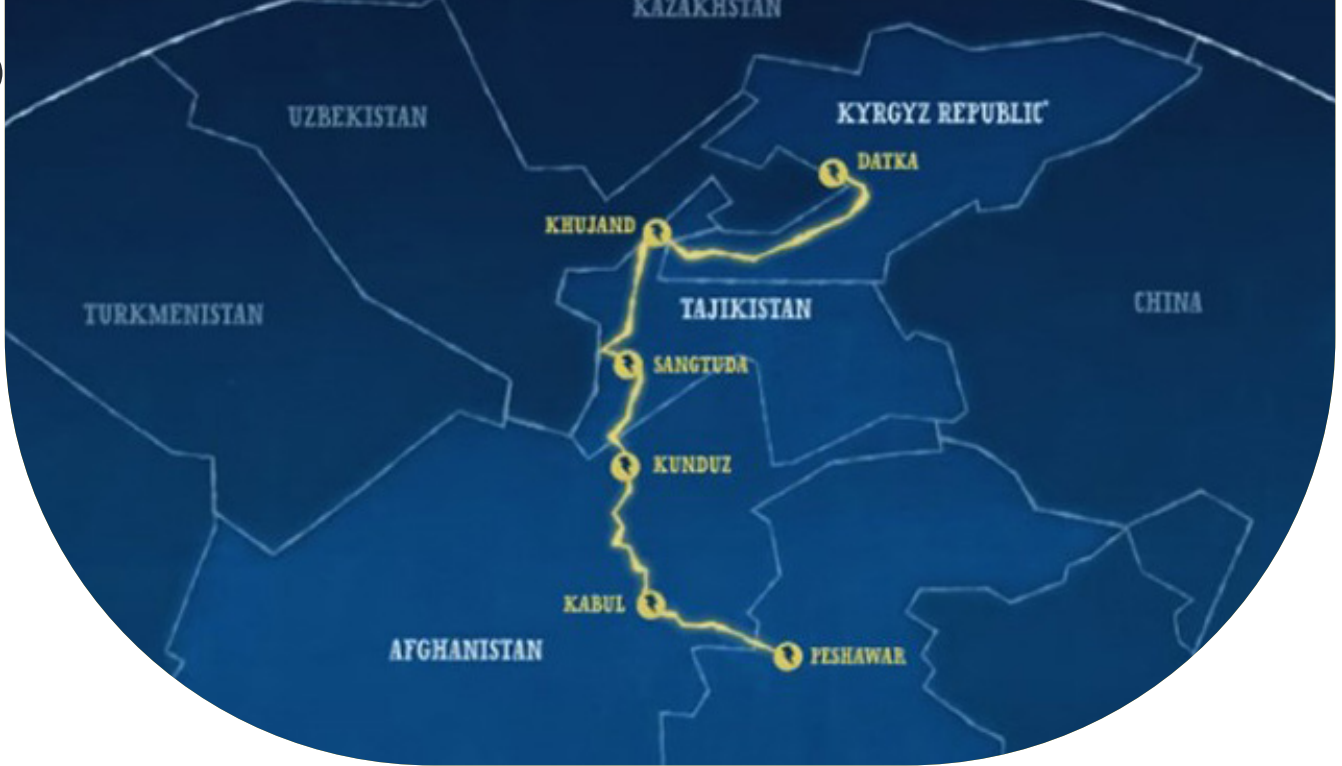 KAZAKHSTAN
UZBEKISTAN
KYRGYZ REPUBLIC
DATKA
KHUJAND
TURKMENISTAN
TAJIKISTAN
CHINA
SANGTUDA
KUNDUZ
KABUL
AFGHANISTAN
PESHAWAR